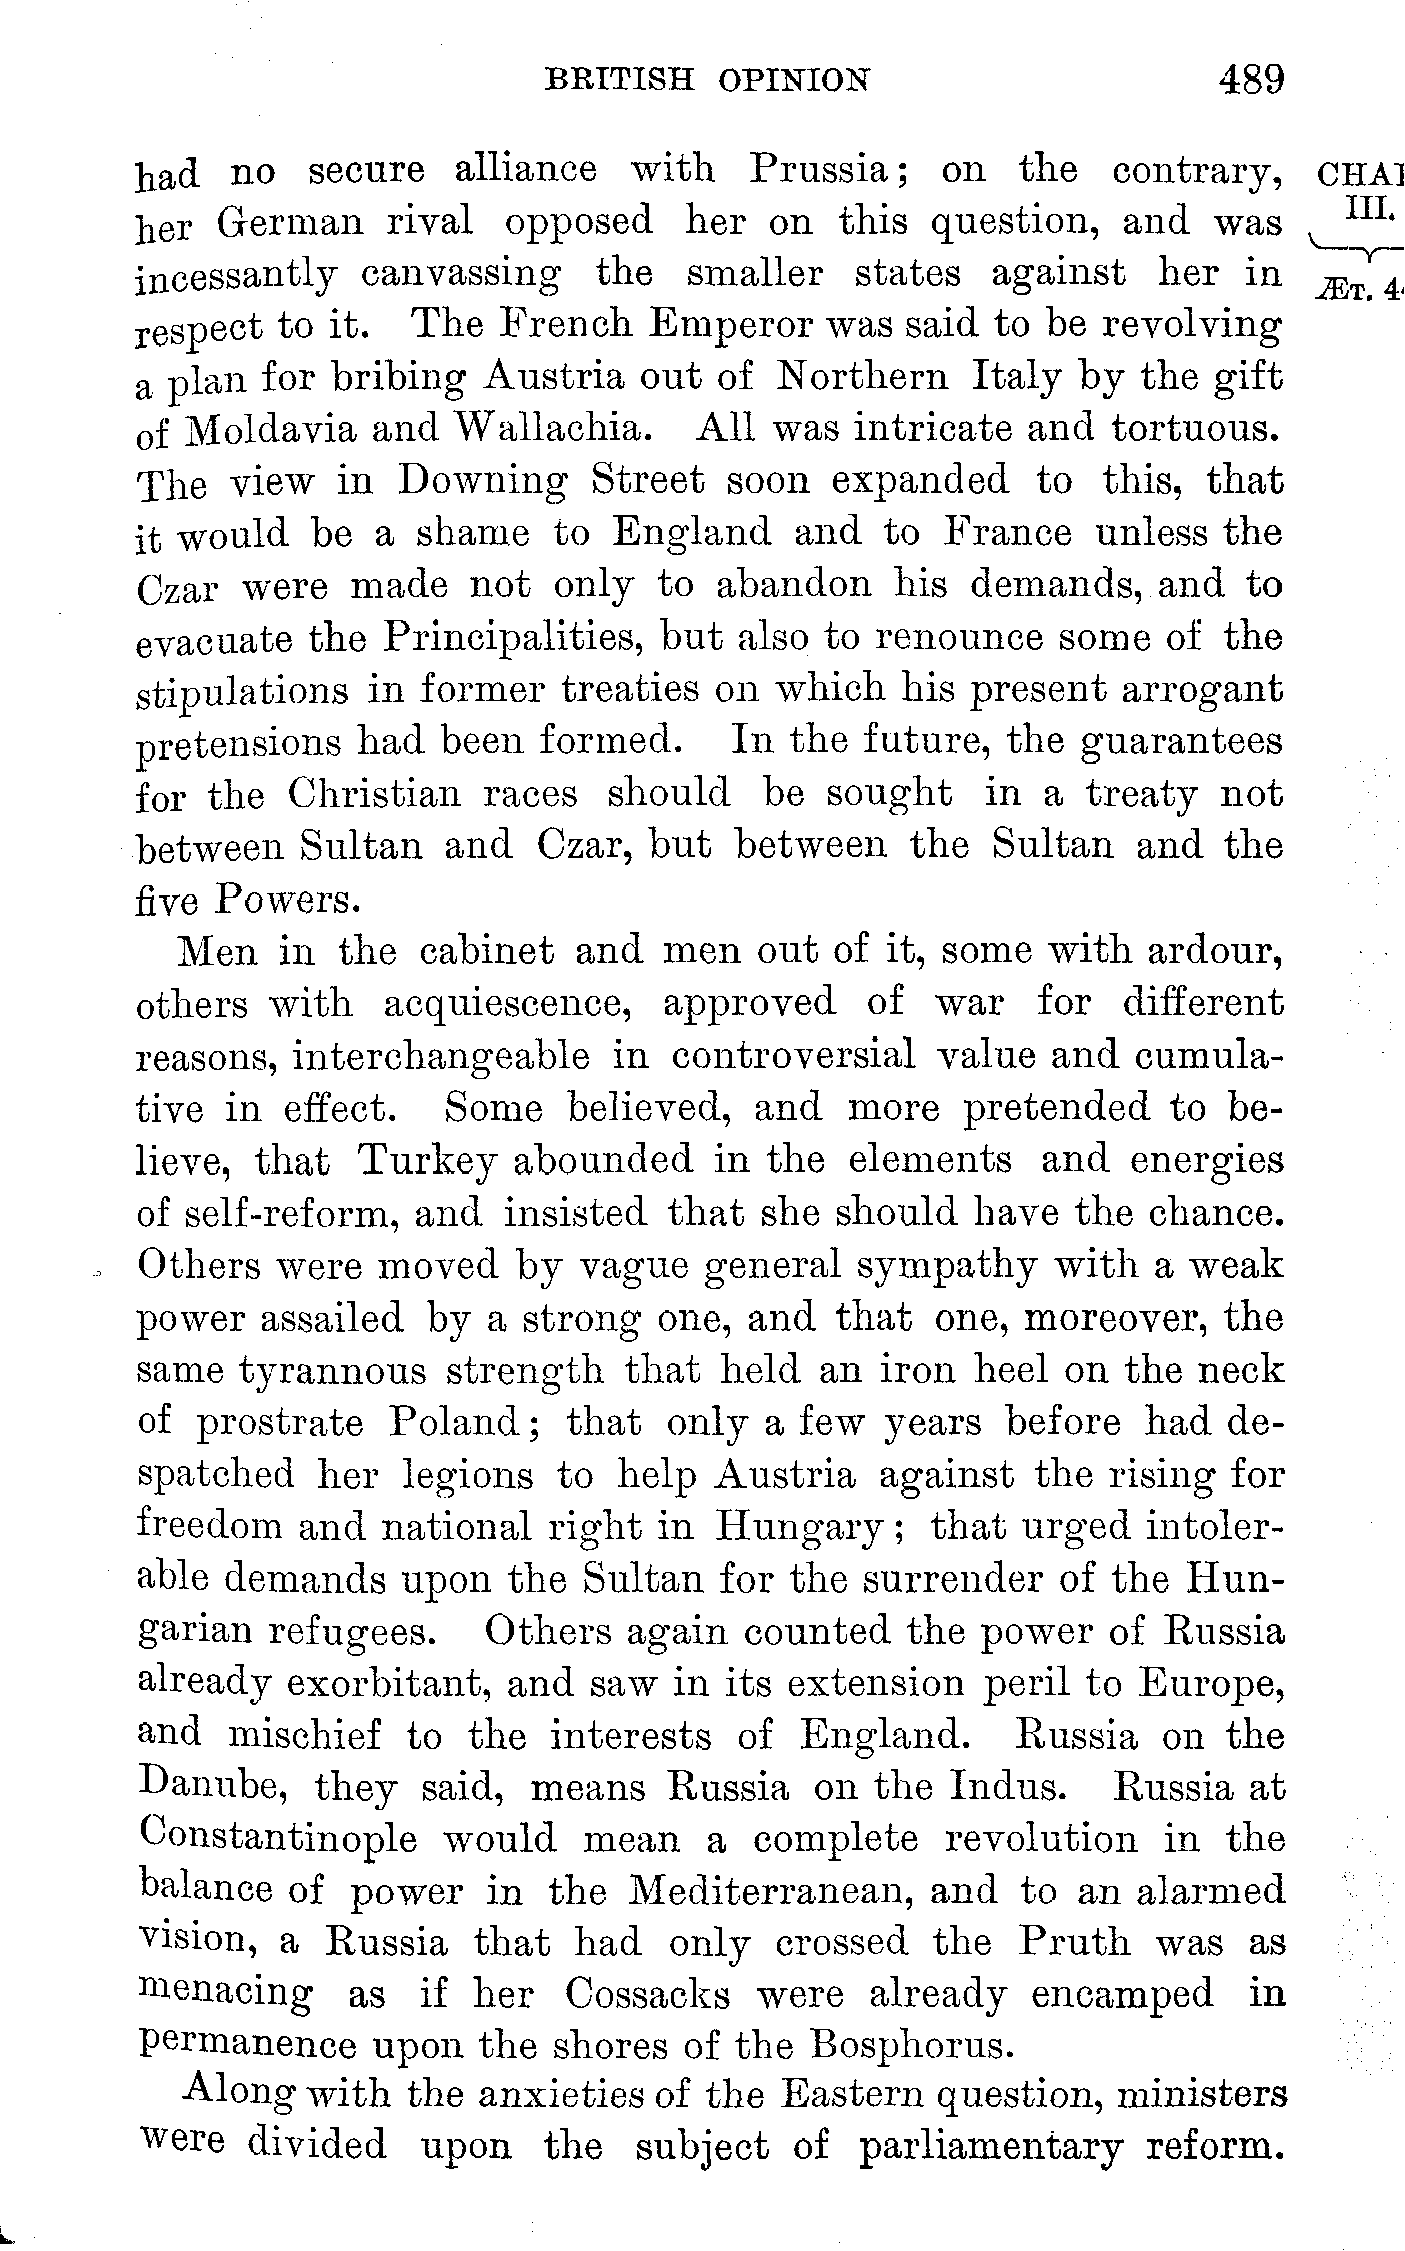 BRITISH OPINION 489
had no secure alliance with Prussia; on the contrary,
her German rival opposed her on this question, and was
incessantly canvassing the smaller states against her in
respect to it. The French Emperor was said to be revolving
a plan for bribing Austria out of Northern Italy by the gift
of Moldavia and Wallachia. All was intricate and tortuous.
The view in Downing Street soon expanded to this, that
it would be a shame to England and to France unless the
Czar were made not only to abandon his demands, and to
evacuate the Principalities, but also to renounce some of the
stipulations in former treaties on which his present arrogant
pretensions had been formed. In the future, the guarantees
for the Christian races should be sought in a treaty not
between Sultan and Czar, but between the Sultan and the
five Powers.
Men in the cabinet and men out of it, some with ardour,
others with acquiescence, approved of war for different
reasons, interchangeable in controversial value and cumula-
tive in effect. Some believed, and more pretended to be-
lieve, that Turkey abounded in the elements and energies
of self-reform, and insisted that she should have the chance.
Others were moved by vague general sympathy with a weak
power assailed by a strong one, and that one, moreover, the
same tyrannous strength that held an iron heel on the neck
of prostrate Poland; that only a few years before had de-
spatched her legions to help Austria against the rising for
freedom and national right in Hungary; that urged intoler-
able demands upon the Sultan for the surrender of the Hun-
garian refugees. Others again counted the power of Russia
already exorbitant, and saw in its extension peril to Europe,
and mischief to the interests of England. Russia on the
Danube, they said, means Russia on the Indus. Russia at
Constantinople would mean a complete revolution in the
balance of power in the Mediterranean, and to an alarmed
vision, a Russia that had only crossed the Pruth was as
menacing as if her Cossacks were already encamped in
permanence upon the shores of the Bosphorus.
Along with the anxieties of the Eastern question, ministers
were divided upon the subject of parliamentary reform.
CHA
III.
ÆT. 4